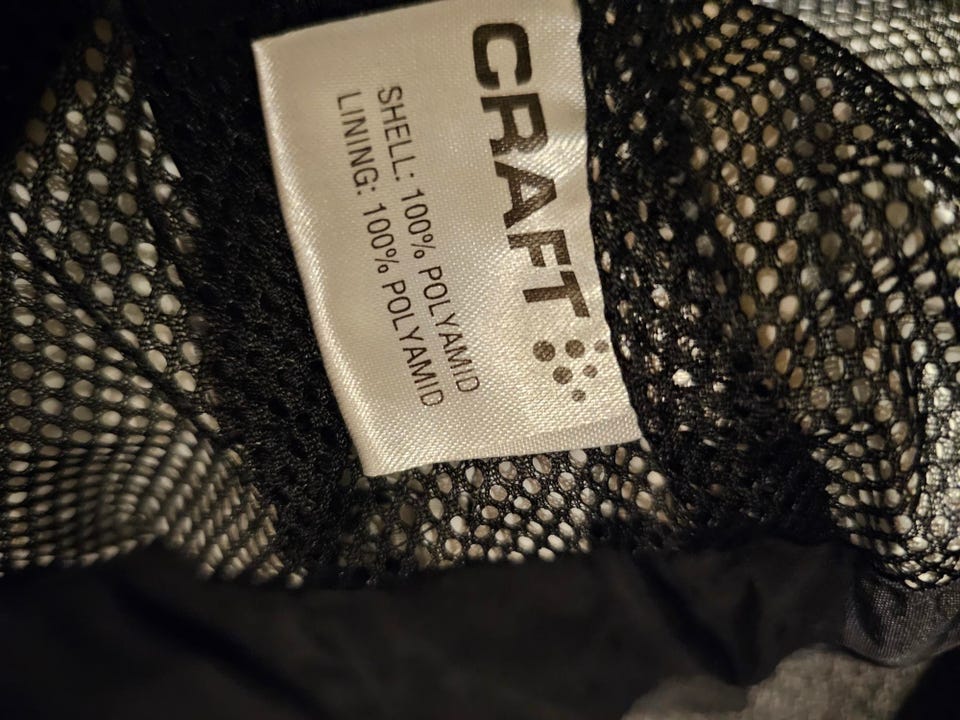 CRAFT
SHELL: 100% POLYAMID
LINING: 100% POLYAMID